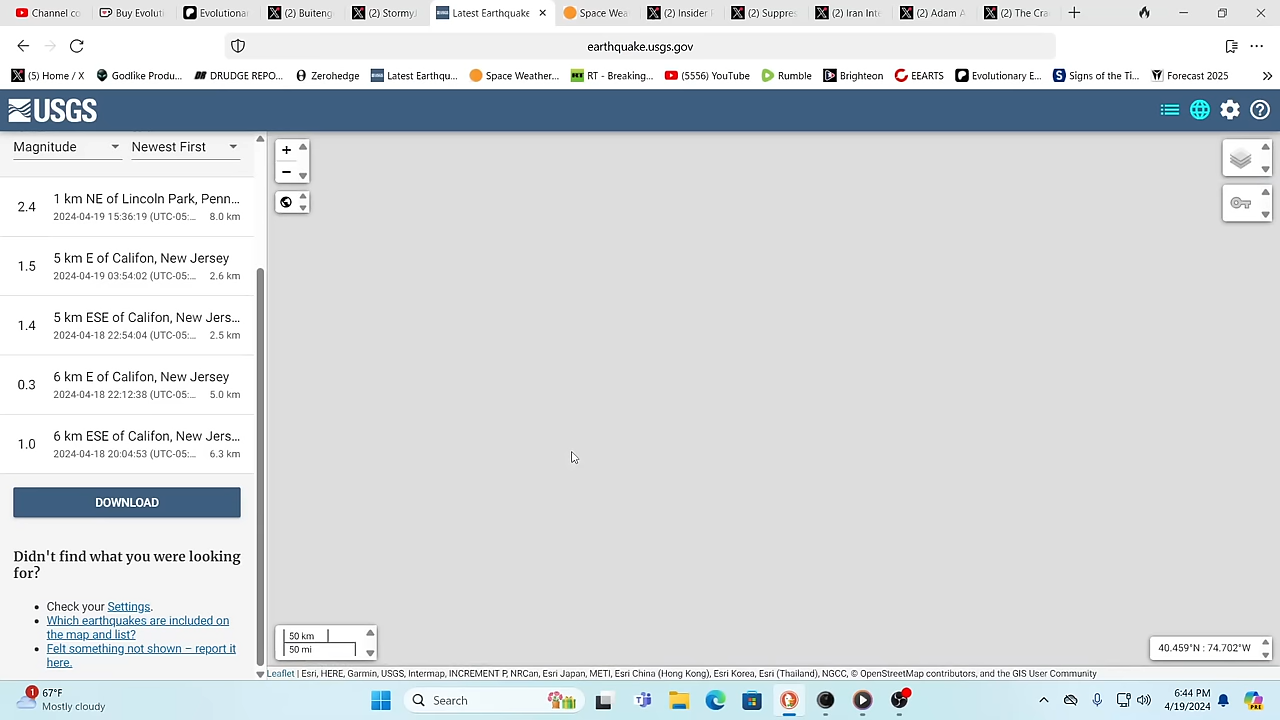 Channel co
Buy Evoluti
Evolutiona
(2) Buiteng
(2) Stormy
Latest Earthquake
Space Wea
(2) Insider
(2) Suppre
(2) Iran Int
(2) Adam A
(2) The Cra
earthquake.usgs.gov
(5) Home / X
Godlike Produ...
DRUDGE REPO...
Zerohedge
Latest Earthqu...
Space Weather...
RT - Breaking...
(5556) YouTube
Rumble
Brighteon
EEARTS
Evolutionary E...
Signs of the Ti...
Forecast 2025
USGS
Magnitude
Newest First
2.4
1 km NE of Lincoln Park, Penn...
2024-04-19 15:36:19 (UTC-05:... 8.0 km
1.5
5 km E of Califon, New Jersey
2024-04-19 03:54:02 (UTC-05:... 2.6 km
1.4
5 km ESE of Califon, New Jers...
2024-04-18 22:54:04 (UTC-05:... 2.5 km
0.3
6 km E of Califon, New Jersey
2024-04-18 22:12:38 (UTC-05:... 5.0 km
1.0
6 km ESE of Califon, New Jers...
2024-04-18 20:04:53 (UTC-05:... 6.3 km
DOWNLOAD
Didn't find what you were looking
for?
Check your Settings.
Which earthquakes are included on
the map and list?
Felt something not shown – report it
here.
50 km
50 mi
40.459°N : 74.702°W
Leaflet | Esri, HERE, Garmin, USGS, Intermap, INCREMENT P, NRCan, Esri Japan, METI, Esri China (Hong Kong), Esri Korea, Esri (Thailand), NGCC, © OpenStreetMap contributors, and the GIS User Community
1
67°F
Mostly cloudy
Search
6:44 PM
4/19/2024